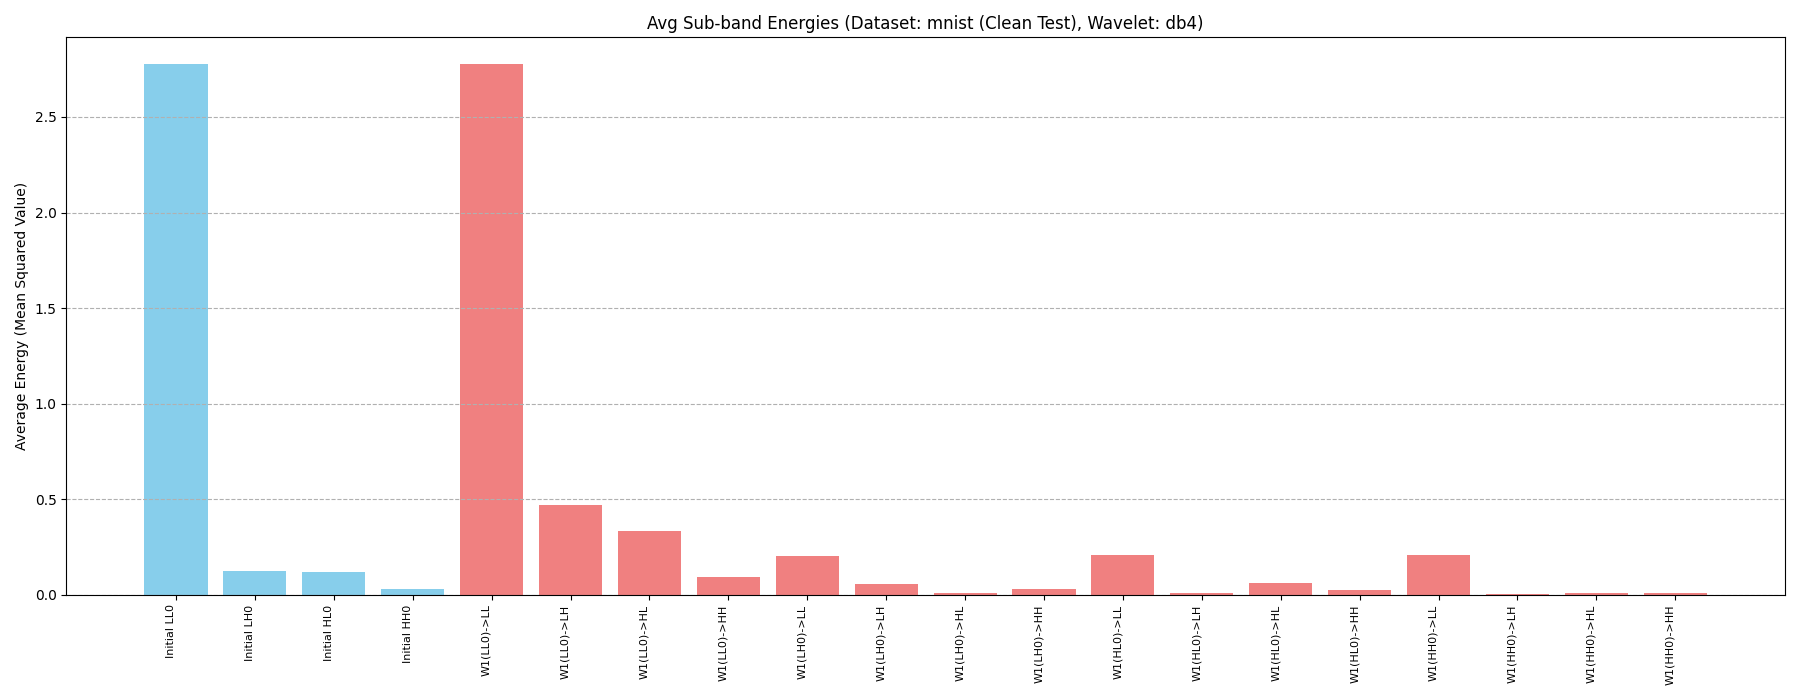 Avg Sub-band Energies (Dataset: mnist (Clean Test), Wavelet: db4)
Average Energy (Mean Squared Value)
2.5
2.0
1.5
1.0
0.5
0.0
Initial LL0
Initial LH0
Initial HL0
Initial HH0
W1(LL0)->LL
W1(LL0)->LH
W1(LL0)->HL
W1(LL0)->HH
W1(LH0)->LL
W1(LH0)->LH
W1(LH0)->HL
W1(LH0)->HH
W1(HL0)->LL
W1(HL0)->LH
W1(HL0)->HL
W1(HL0)->HH
W1(HH0)->LL
W1(HH0)->LH
W1(HH0)->HL
W1(HH0)->HH